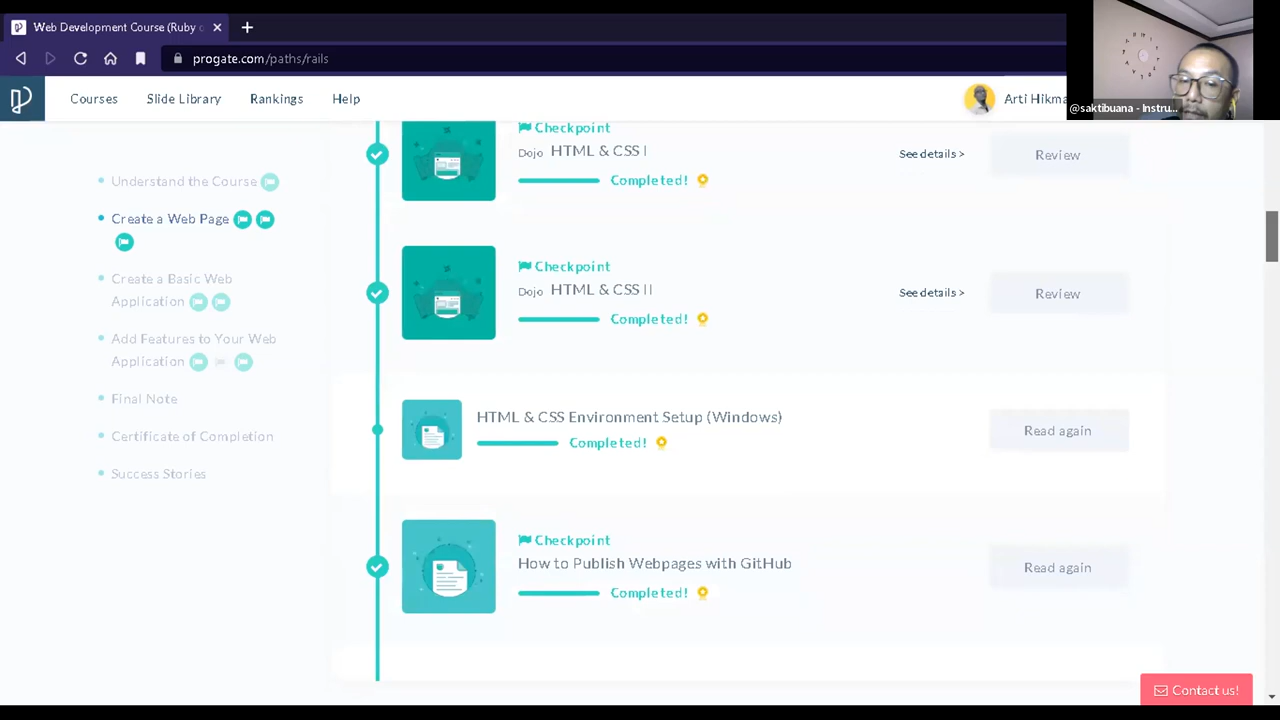 Web Development Course (Ruby
progate.com/paths/rails
Courses
Slide Library
Rankings
Help
Arti Hikma
@saktibuana - Instru...
Understand the Course
Create a Web Page
Create a Basic Web
Application
Add Features to Your Web
Application
Final Note
Certificate of Completion
Success Stories
Checkpoint
Dojo HTML & CSS I
Completed!
See details >
Review
Checkpoint
Dojo HTML & CSS II
Completed!
See details >
Review
HTML & CSS Environment Setup (Windows)
Completed!
Read again
Checkpoint
How to Publish Webpages with GitHub
Completed!
Read again
Contact us!